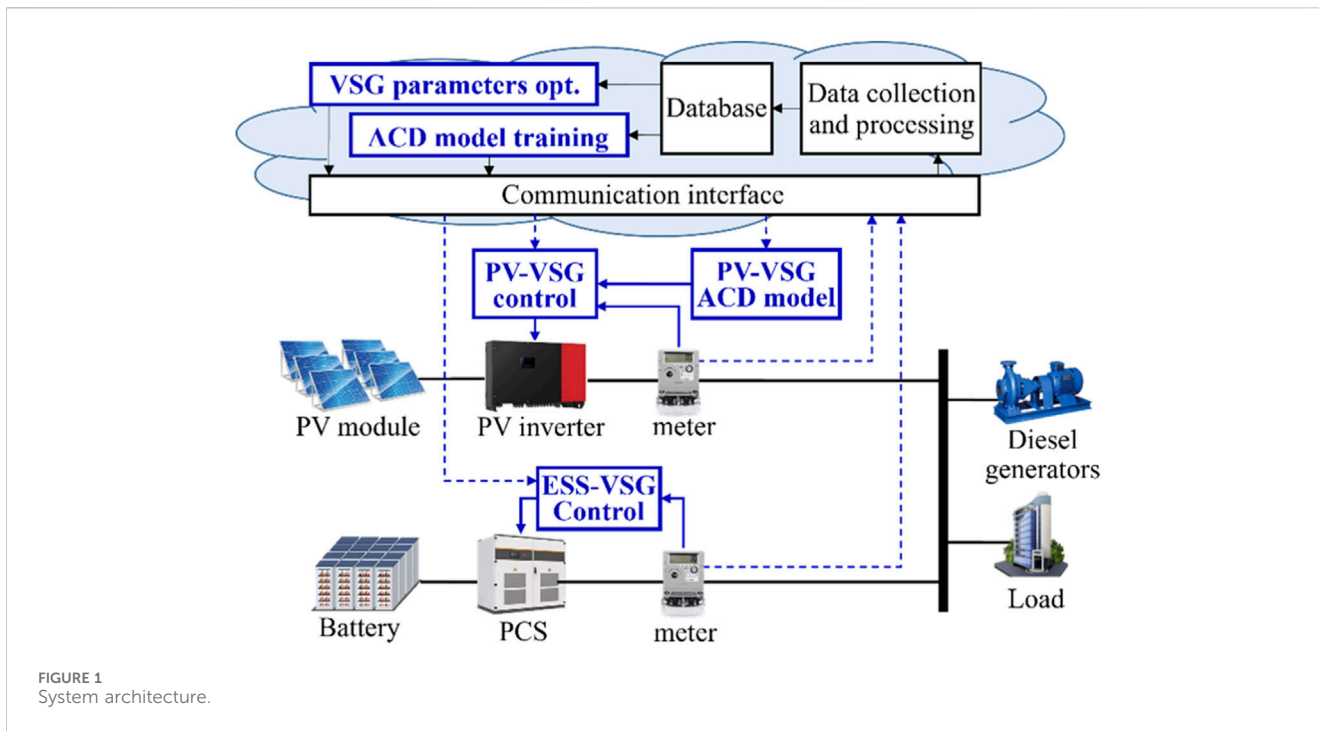 VSG parameters opt.
Database
Data collection
and processing
ACD model training
Communication interface
PV-VSG
control
PV-VSG
ACD model
PV module
PV inverter
meter
Diesel
generators
ESS-VSG
Control
Battery
PCS
meter
Load
FIGURE 1
System architecture.